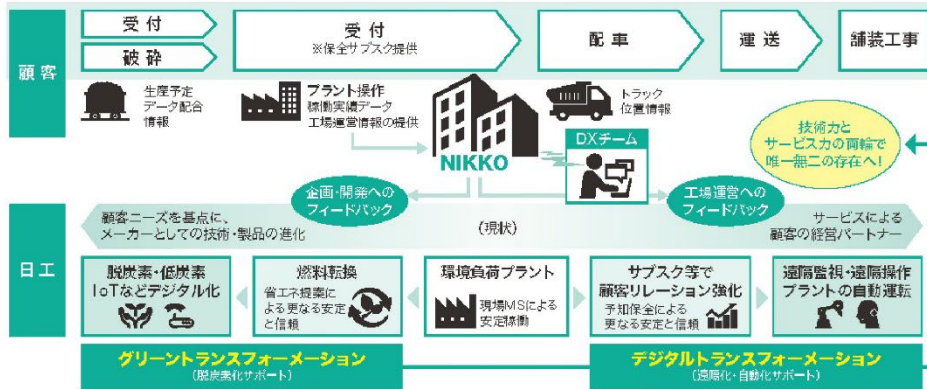 顧客
受付
破砕
受付
※保全サブスク提供
配車
運送
舗装工事
生産予定
データ配合
情報
プラント操作
稼働実績データ
工場運営情報の提供
NIKKO
トラック
位置情報
DXチーム
技術力と
サービス力の両輪で
唯一無二の存在へ!
企画・開発への
フィードバック
工場運営への
フィードバック
日工
顧客ニーズを基点に、
メーカーとしての技術・製品の進化
(現状)
サービスによる
顧客の経営パートナー
脱炭素・低炭素
IoTなどデジタル化
燃料転換
省エネ提案に
よる更なる安定
と信頼
環境負荷プラント
現場MSによる
安定稼働
サブスク等で
顧客リレーション強化
予知保全による
更なる安定と信頼
遠隔監視・遠隔操作
プラントの自動運転
グリーントランスフォーメーション
(脱炭素化サポート)
デジタルトランスフォーメーション
(遠隔化・自動化サポート)